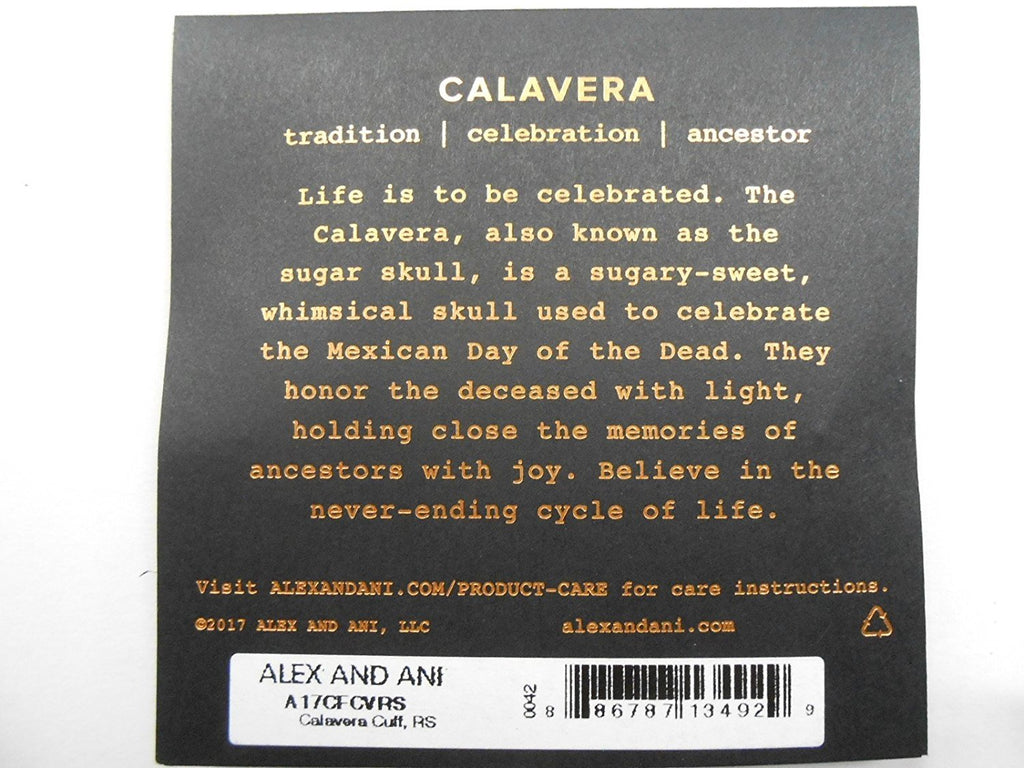 CALAVERA
tradition | celebration | ancestor
Life is to be celebrated. The
Calavera, also known as the
sugar skull, is a sugary-sweet,
whimsical skull used to celebrate
the Mexican Day of the Dead. They
honor the deceased with light,
holding close the memories of
ancestors with joy. Believe in the
never-ending cycle of life.
Visit ALEXANDANI.COM/PRODUCT-CARE for care instructions.
©2017 ALEX AND ANI, LLC alexandani.com
ALEX AND ANI
A17CFCVRS
Calavera Cuff, RS
0042
8 86787 13492 9